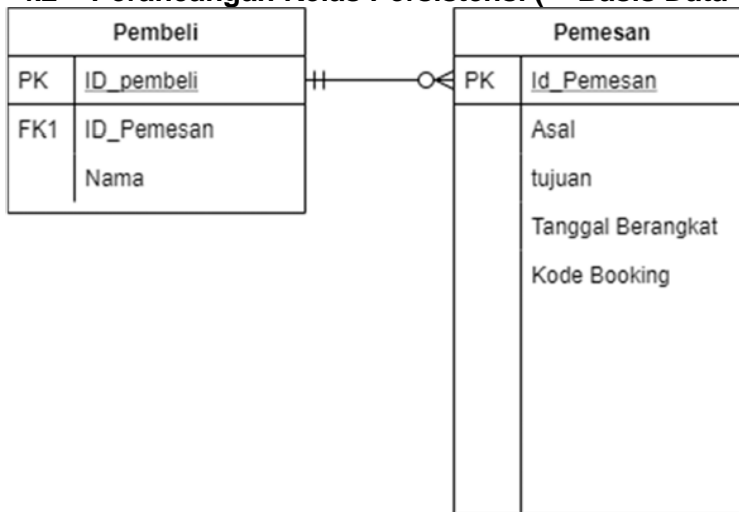 Pembeli
PK ID_pembeli
FK1 ID_Pemesan
Nama
Pemesan
PK Id_Pemesan
Asal
tujuan
Tanggal Berangkat
Kode Booking